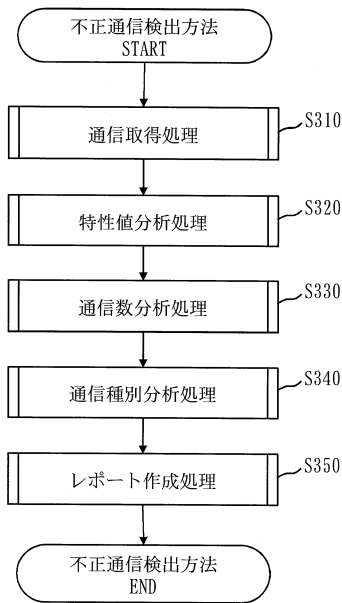 不正通信検出方法
START
通信取得処理
S310
特性値分析処理
S320
通信数分析処理
S330
通信種別分析処理
S340
レポート作成処理
S350
不正通信検出方法
END